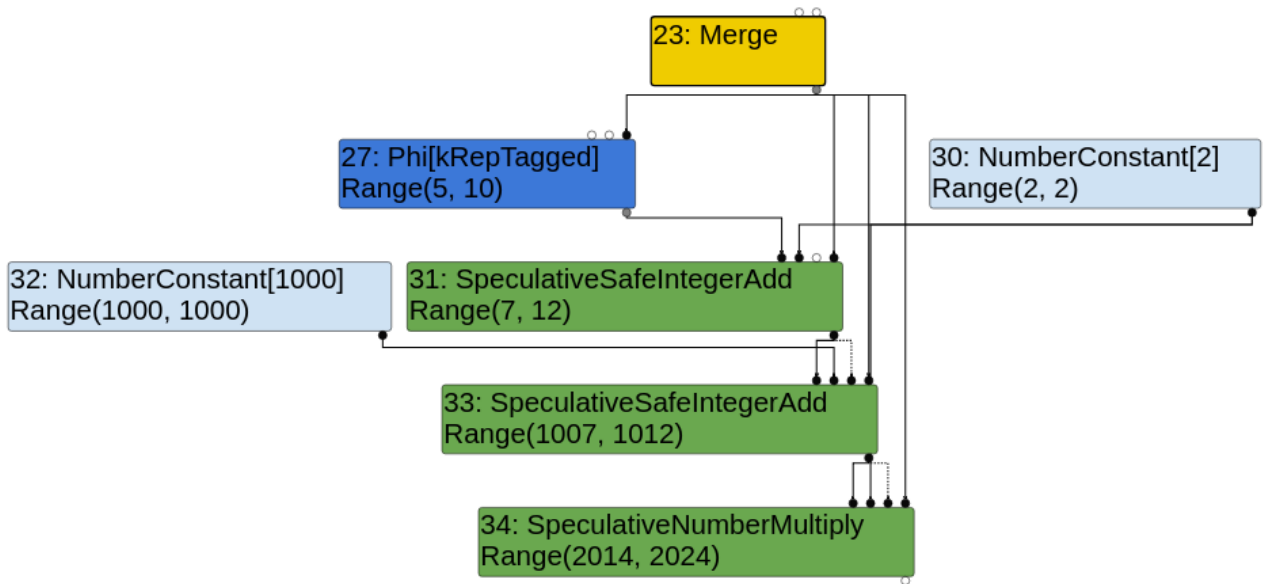 23: Merge
27: Phi[kRepTagged]
Range(5, 10)
30: NumberConstant[2]
Range(2, 2)
32: NumberConstant[1000]
Range(1000, 1000)
31: SpeculativeSafeIntegerAdd
Range(7, 12)
33: SpeculativeSafeIntegerAdd
Range(1007, 1012)
34: SpeculativeNumberMultiply
Range(2014, 2024)